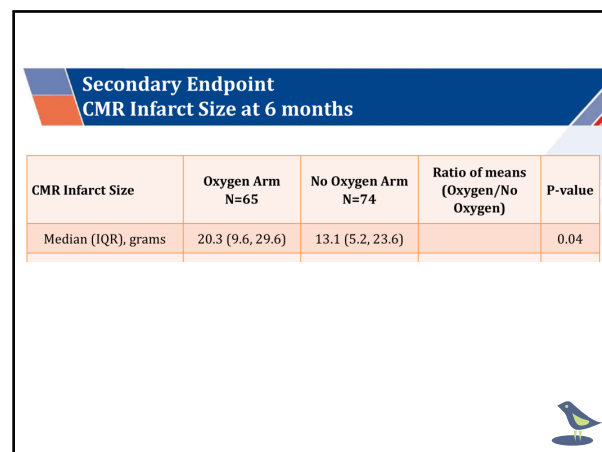 Secondary Endpoint
CMR Infarct Size at 6 months
CMR Infarct Size
Oxygen Arm
N=65
No Oxygen Arm
N=74
Ratio of means
(Oxygen/No
Oxygen)
P-value
Median (IQR), grams
20.3 (9.6, 29.6)
13.1 (5.2, 23.6)
0.04